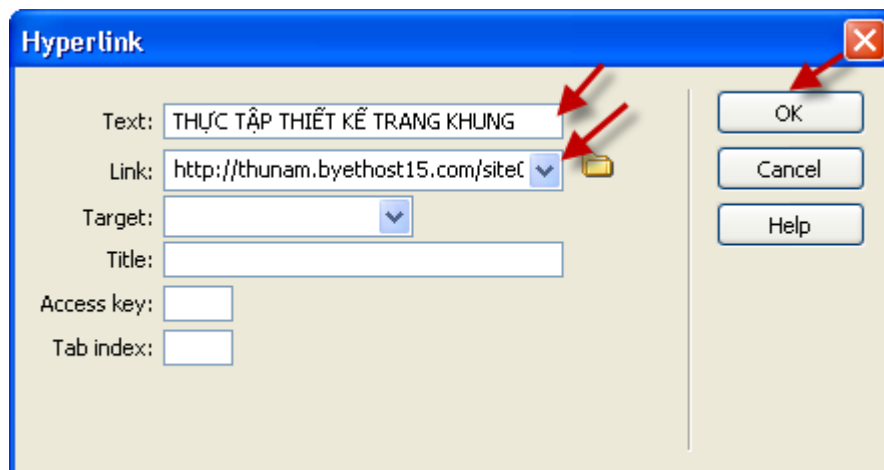 Hyperlink
Text: THỰC TẬP THIẾT KẾ TRANG KHUNG
OK
Link: http://thunam.byethost15.com/site
Cancel
Target:
Help
Title:
Access key:
Tab index: